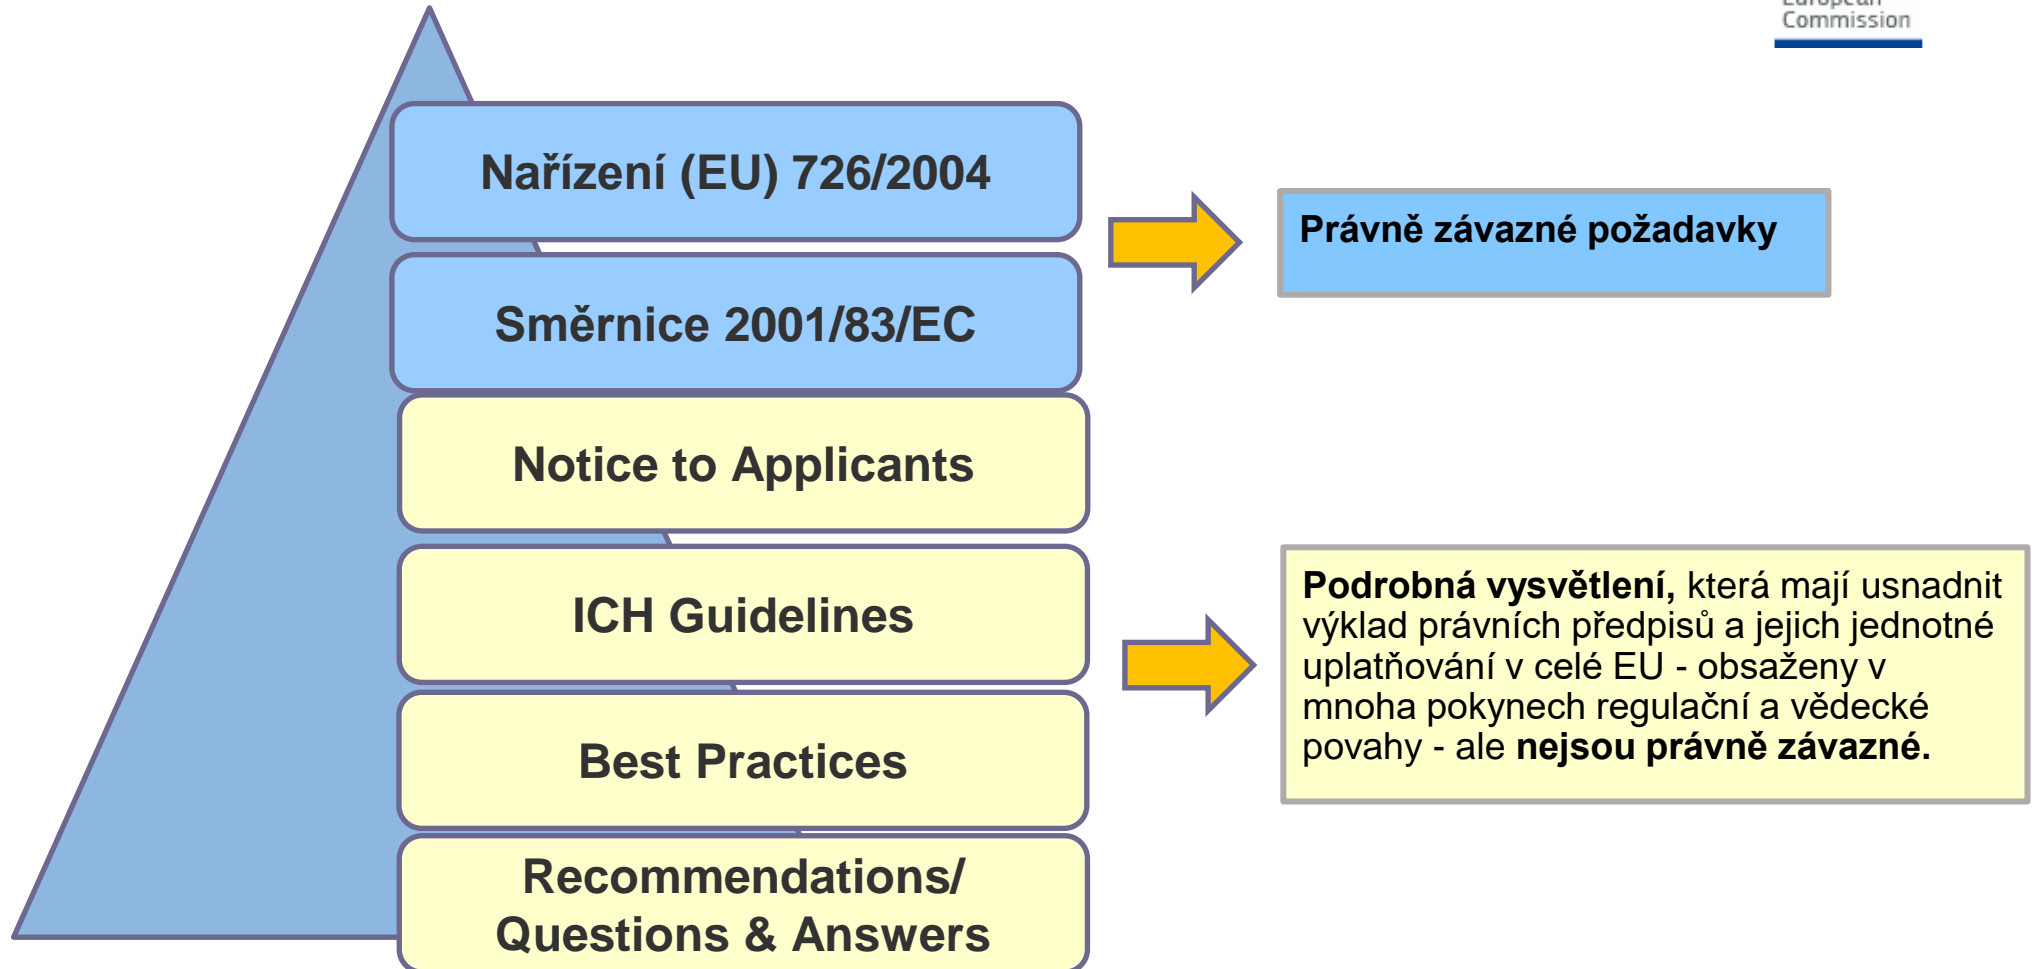 European
Commission
Nařízení (EU) 726/2004
Směrnice 2001/83/EC
Právně závazné požadavky
Notice to Applicants
ICH Guidelines
Best Practices
Recommendations/
Questions & Answers
Podrobná vysvětlení, která mají usnadnit
výklad právních předpisů a jejich jednotné
uplatňování v celé EU - obsaženy v
mnoha pokynech regulační a vědecké
povahy - ale nejsou právně závazné.